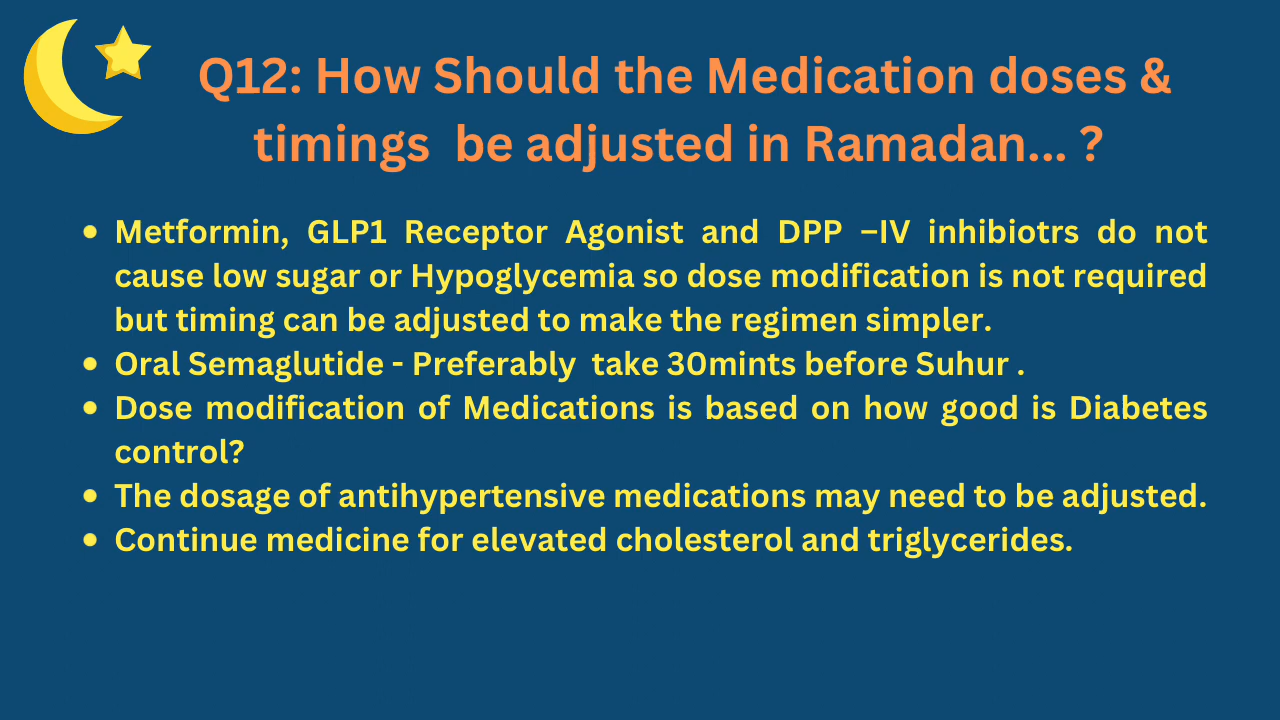 Q12: How Should the Medication doses &
timings be adjusted in Ramadan... ?
• Metformin, GLP1 Receptor Agonist and DPP –IV inhibiotrs do not
cause low sugar or Hypoglycemia so dose modification is not required
but timing can be adjusted to make the regimen simpler.
• Oral Semaglutide - Preferably take 30mints before Suhur .
• Dose modification of Medications is based on how good is Diabetes
control?
• The dosage of antihypertensive medications may need to be adjusted.
• Continue medicine for elevated cholesterol and triglycerides.